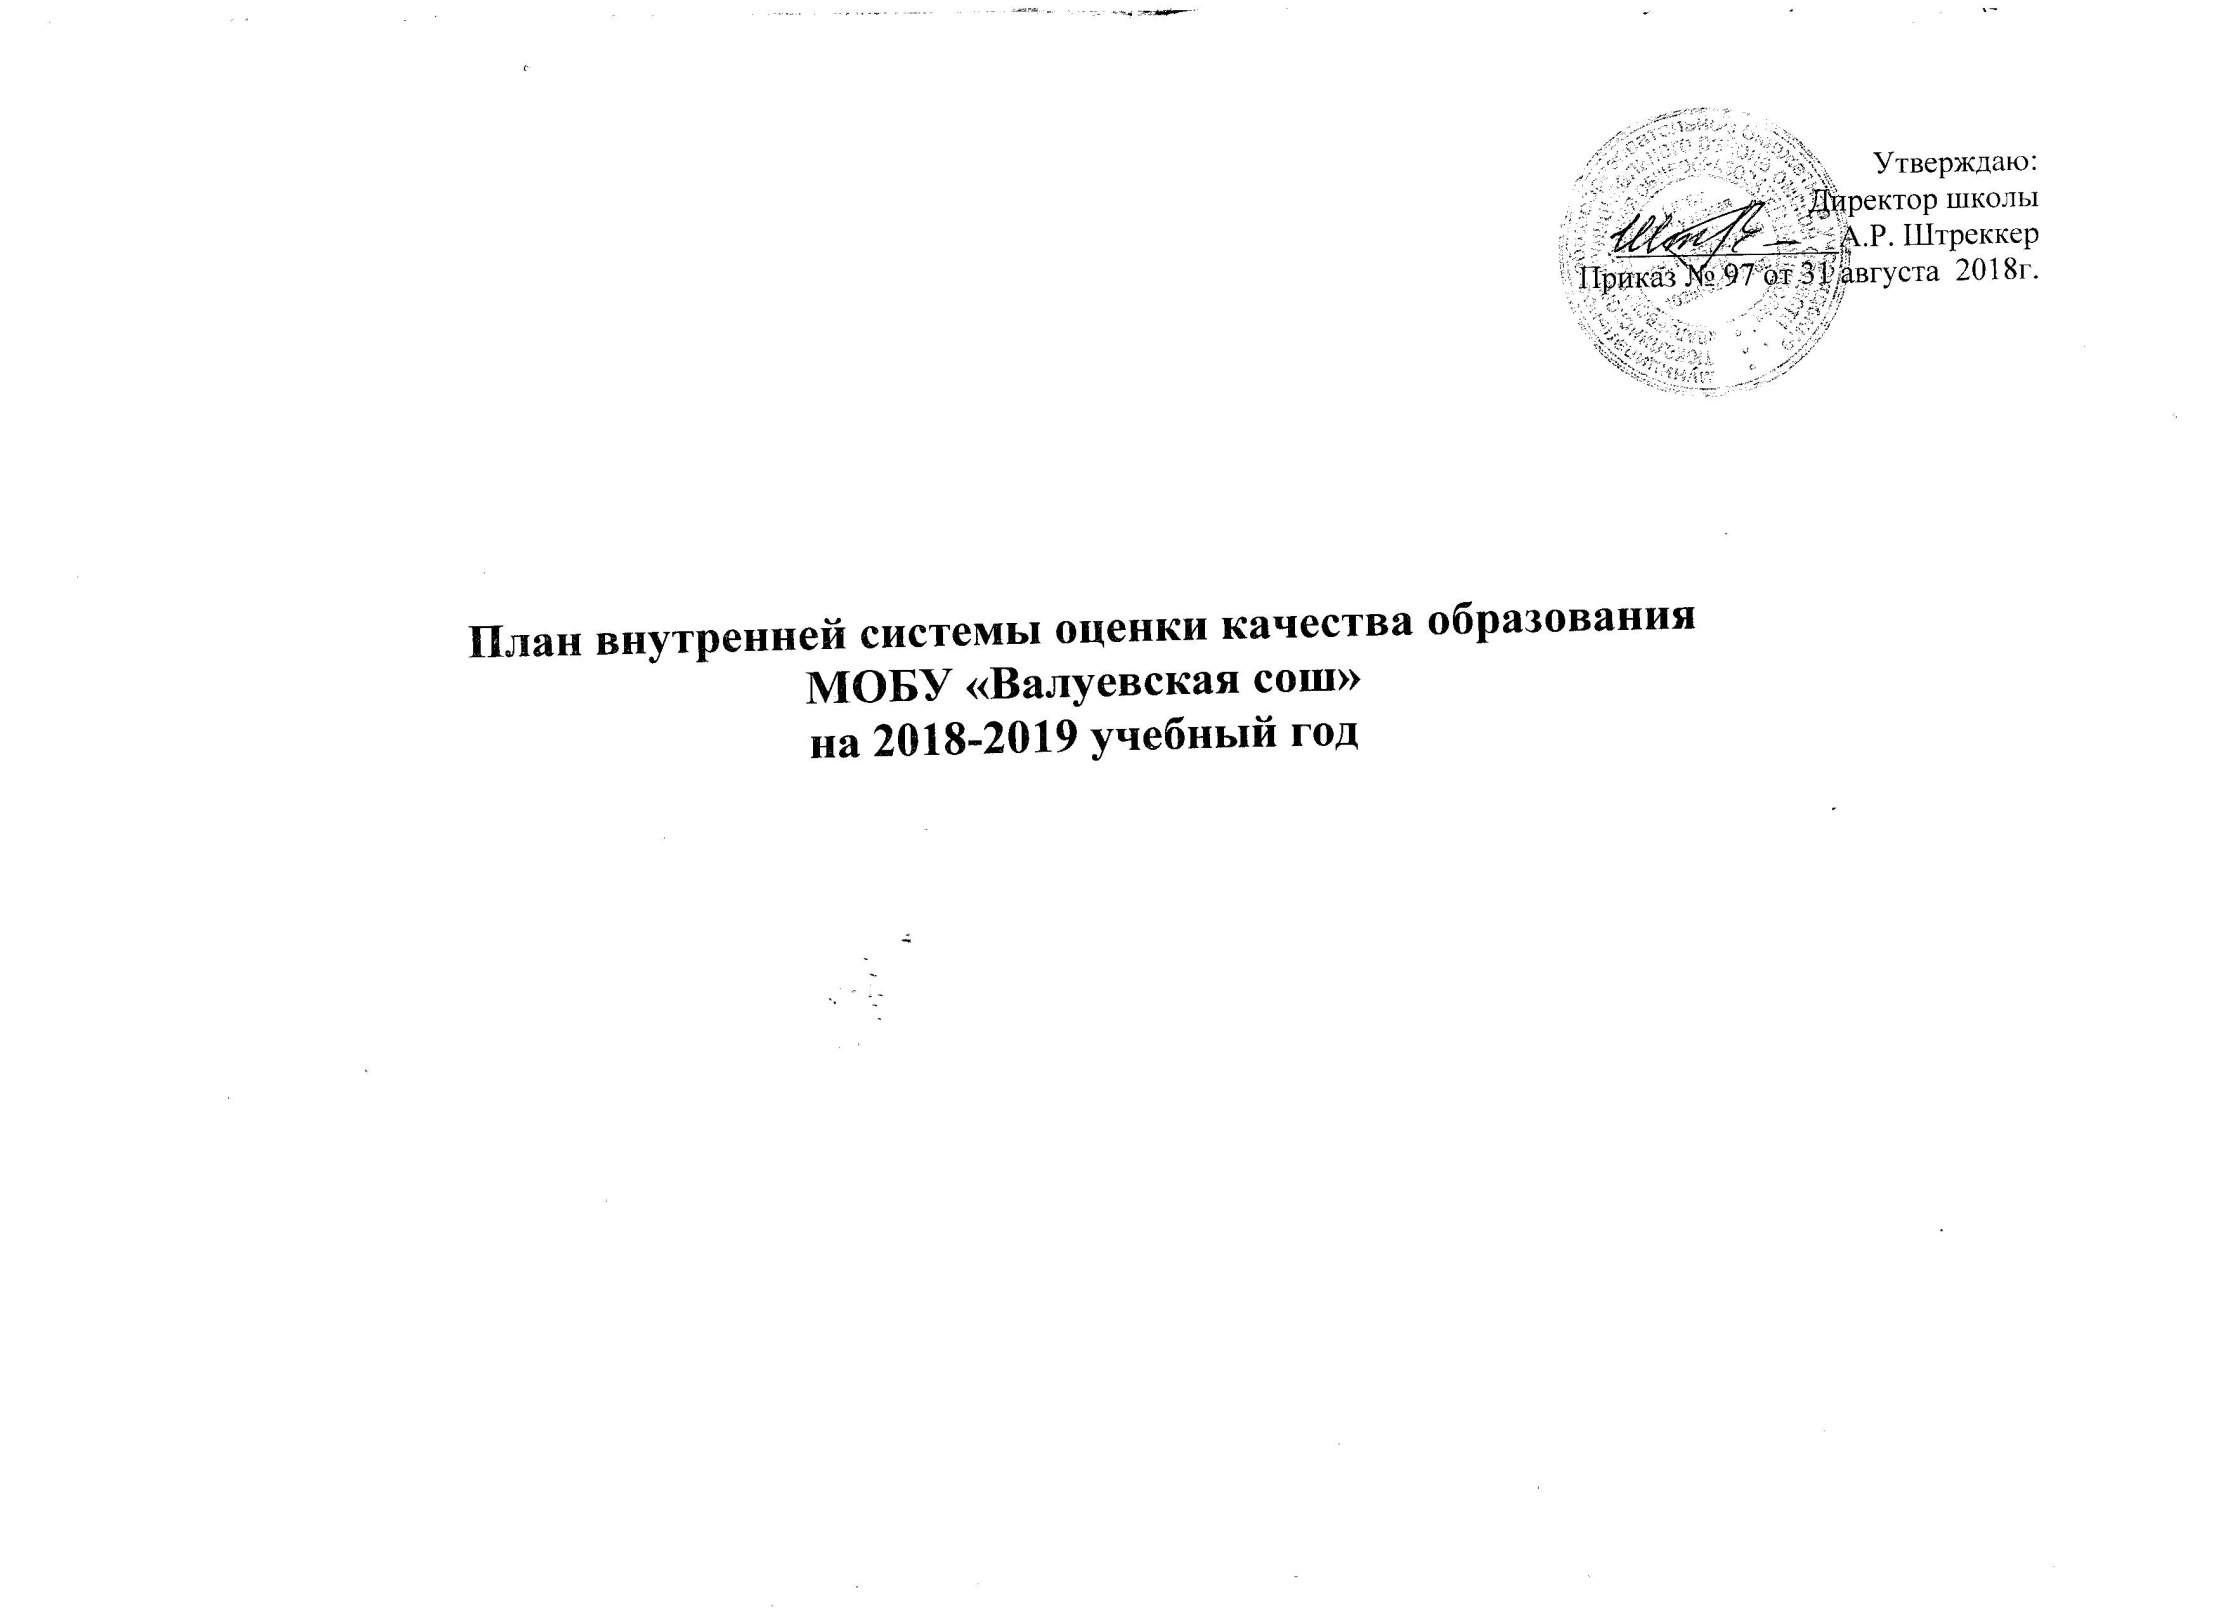 Утверждаю:
Директор школы
А.Р. Штреккер
Приказ № 97 от 31 августа 2018г.
План внутренней системы оценки качества образования
МОБУ «Валуевская сош»
на 2018-2019 учебный год